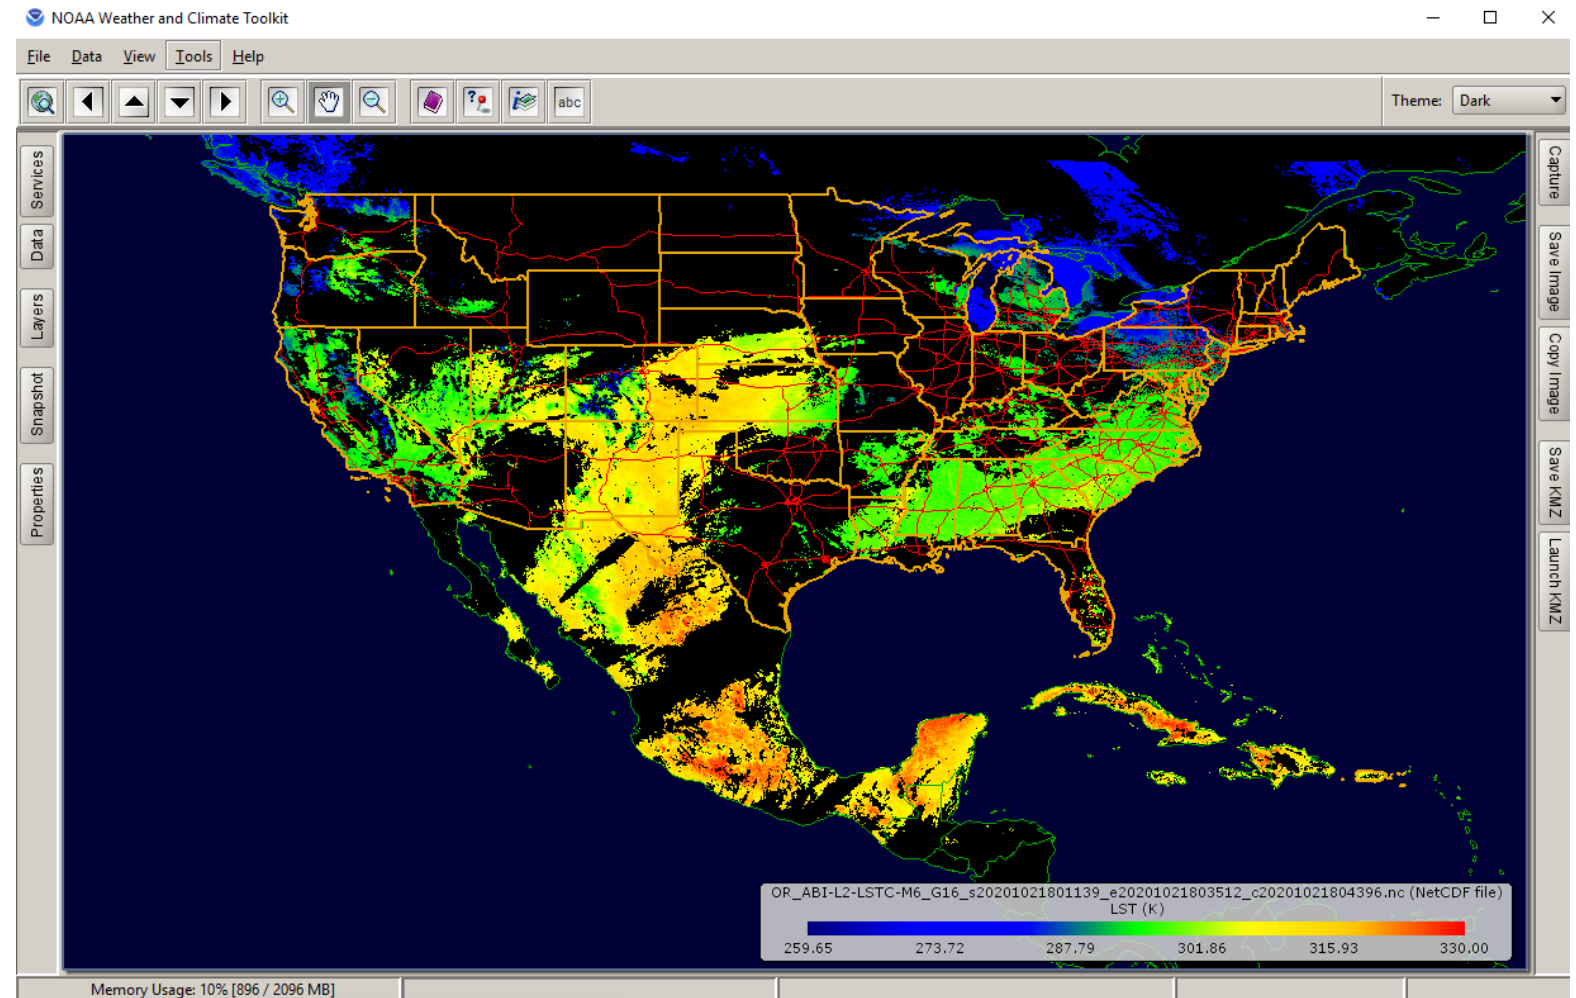 NOAA Weather and Climate Toolkit
File Data View Tools Help
abc
Theme: Dark
Services
Data
Layers
Snapshot
Properties
Capture
Save Image
Copy Image
Save KMZ
Launch KMZ
OR_ABI-L2-LSTC-M6_G16_s20201021801139_e20201021803512_c20201021804396.nc (NetCDF file)
LST (K)
259.65 273.72 287.79 301.86 315.93 330.00
Memory Usage: 10% [896 / 2096 MB]